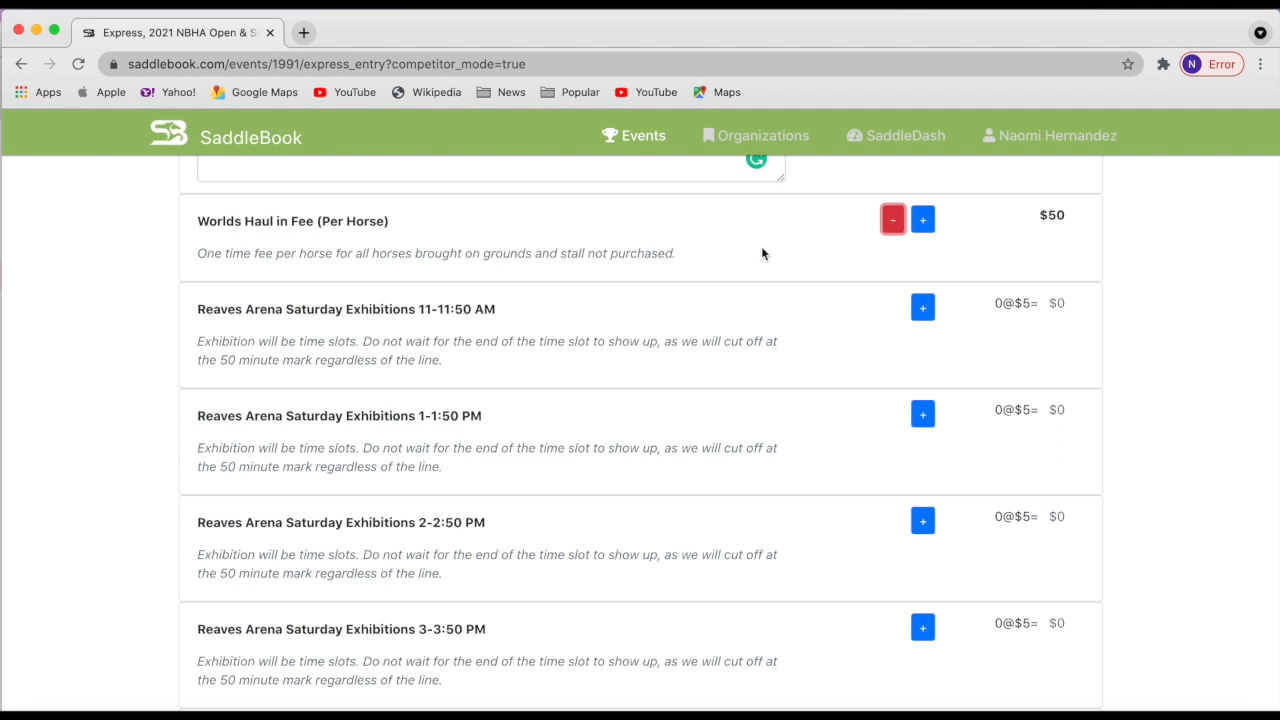 Express, 2021 NBHA Open & S
saddlebook.com/events/1991/express_entry?competitor_mode=true
N Error
Apps Apple Yahoo! Google Maps YouTube Wikipedia News Popular YouTube Maps
SB SaddleBook Events Organizations SaddleDash Naomi Hernandez
Worlds Haul in Fee (Per Horse) - + $50
One time fee per horse for all horses brought on grounds and stall not purchased.
Reaves Arena Saturday Exhibitions 11-11:50 AM + 0@$5= $0
Exhibition will be time slots. Do not wait for the end of the time slot to show up, as we will cut off at
the 50 minute mark regardless of the line.
Reaves Arena Saturday Exhibitions 1-1:50 PM + 0@$5= $0
Exhibition will be time slots. Do not wait for the end of the time slot to show up, as we will cut off at
the 50 minute mark regardless of the line.
Reaves Arena Saturday Exhibitions 2-2:50 PM + 0@$5= $0
Exhibition will be time slots. Do not wait for the end of the time slot to show up, as we will cut off at
the 50 minute mark regardless of the line.
Reaves Arena Saturday Exhibitions 3-3:50 PM + 0@$5= $0
Exhibition will be time slots. Do not wait for the end of the time slot to show up, as we will cut off at
the 50 minute mark regardless of the line.